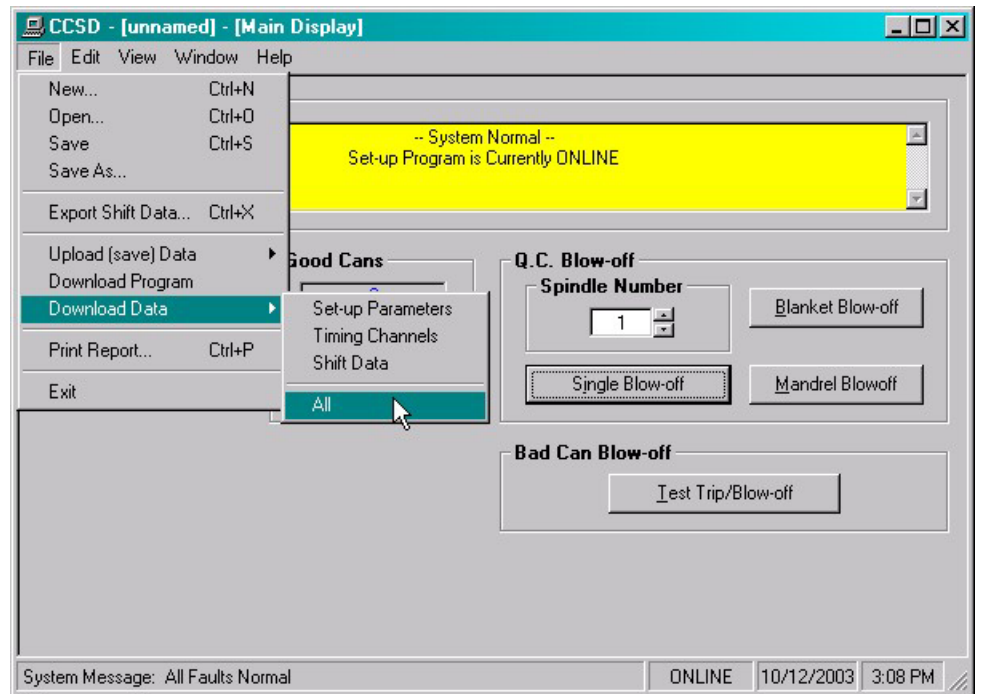 CCSD - [unnamed] - [Main Display]
File Edit View Window Help
New... Ctrl+N
Open... Ctrl+O
Save Ctrl+S
Save As...
Export Shift Data... Ctrl+X
Upload (save) Data
Download Program
Download Data
Print Report... Ctrl+P
Exit
Set-up Parameters
Timing Channels
Shift Data
All
-- System Normal --
Set-up Program is Currently ONLINE
Good Cans
Q.C. Blow-off
Spindle Number
1
Blanket Blow-off
Single Blow-off
Mandrel Blowoff
Bad Can Blow-off
Test Trip/Blow-off
System Message: All Faults Normal
ONLINE
10/12/2003
3:08 PM